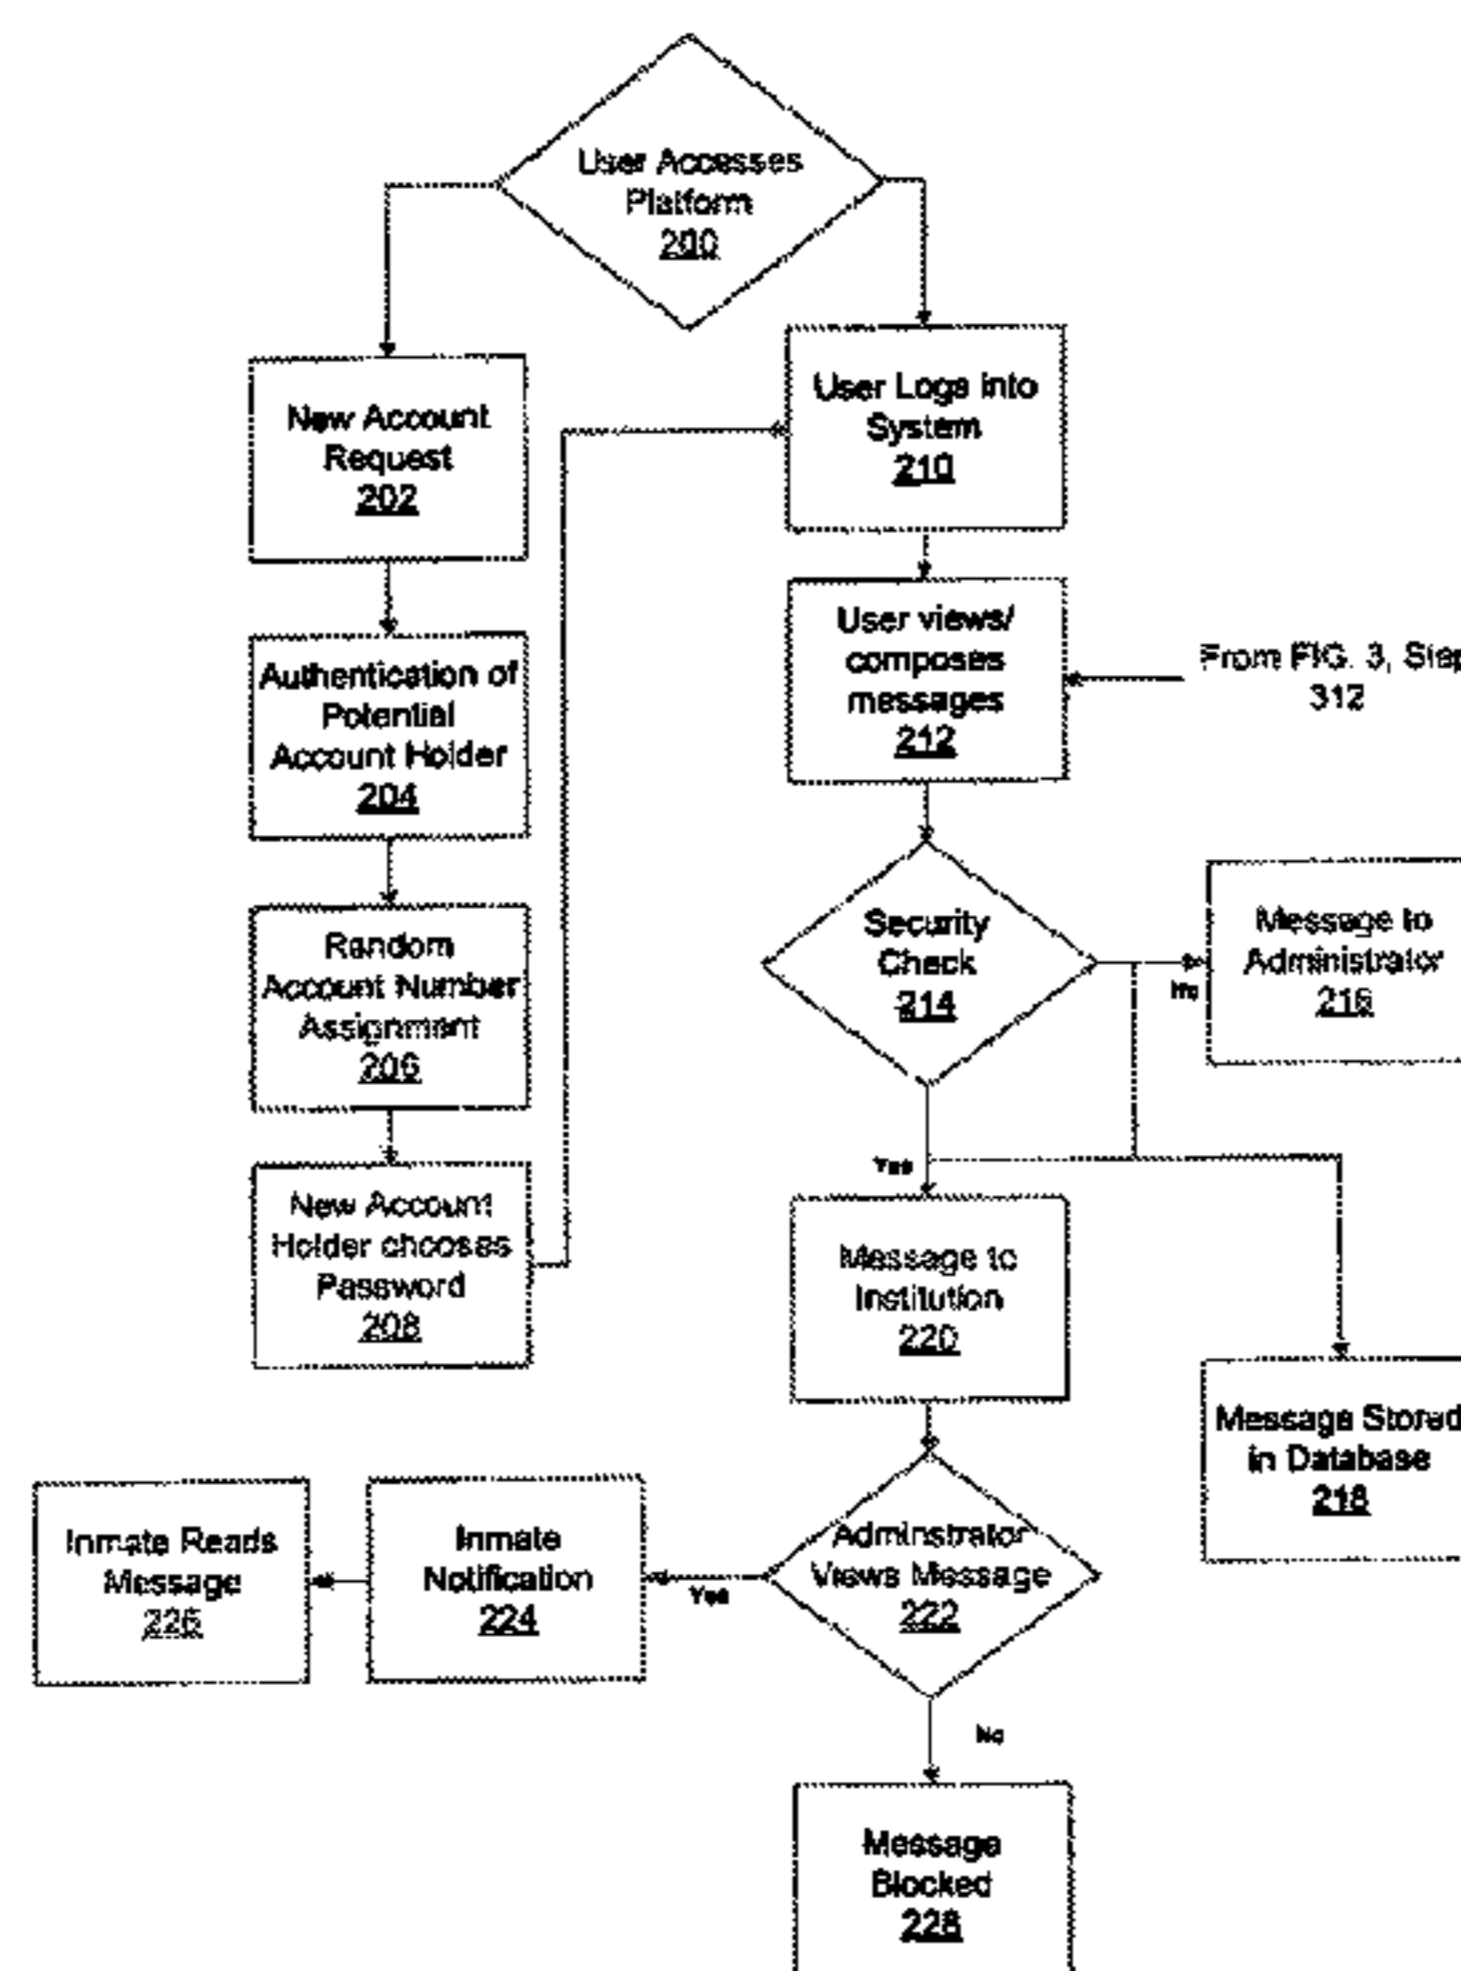 User Accesses
Platform
200
New Account
Request
202
User Logs into
System
210
Authentication of
Potential
Account Holder
204
User views/
composes
messages
212
From FIG. 3, Step
312
Random
Account Number
Assignment
206
Security
Check
214
No
Message to
Administrator
216
New Account
Holder chooses
Password
208
Yes
Message to
Institution
220
Message Stored
in Database
218
Inmate Reads
Message
226
Inmate
Notification
224
Yes
Adminstrator
Views Message
222
No
Message
Blocked
228